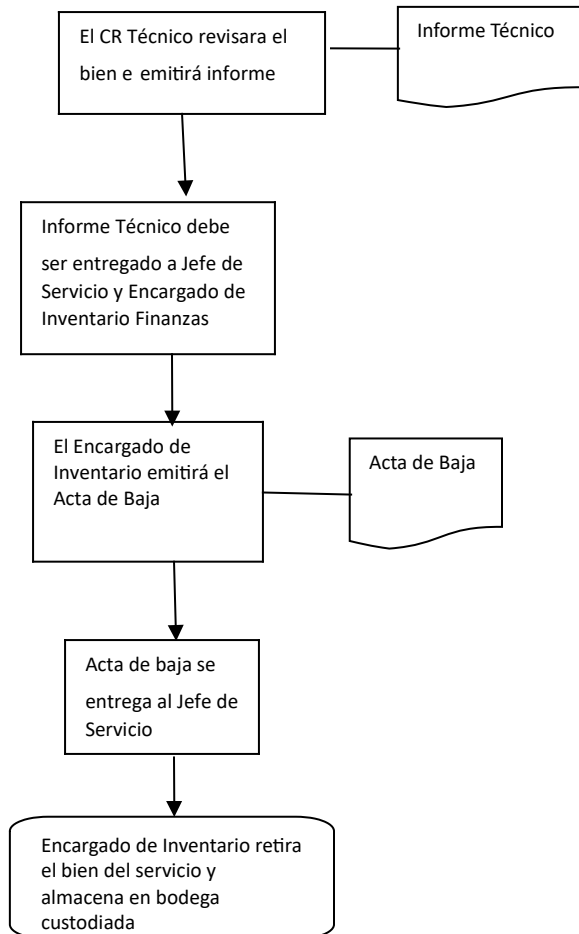 El CR Técnico revisara el
bien e emitirá informe
Informe Técnico
Informe Técnico debe
ser entregado a Jefe de
Servicio y Encargado de
Inventario Finanzas
El Encargado de
Inventario emitirá el
Acta de Baja
Acta de Baja
Acta de baja se
entrega al Jefe de
Servicio
Encargado de Inventario retira
el bien del servicio y
almacena en bodega
custodiada